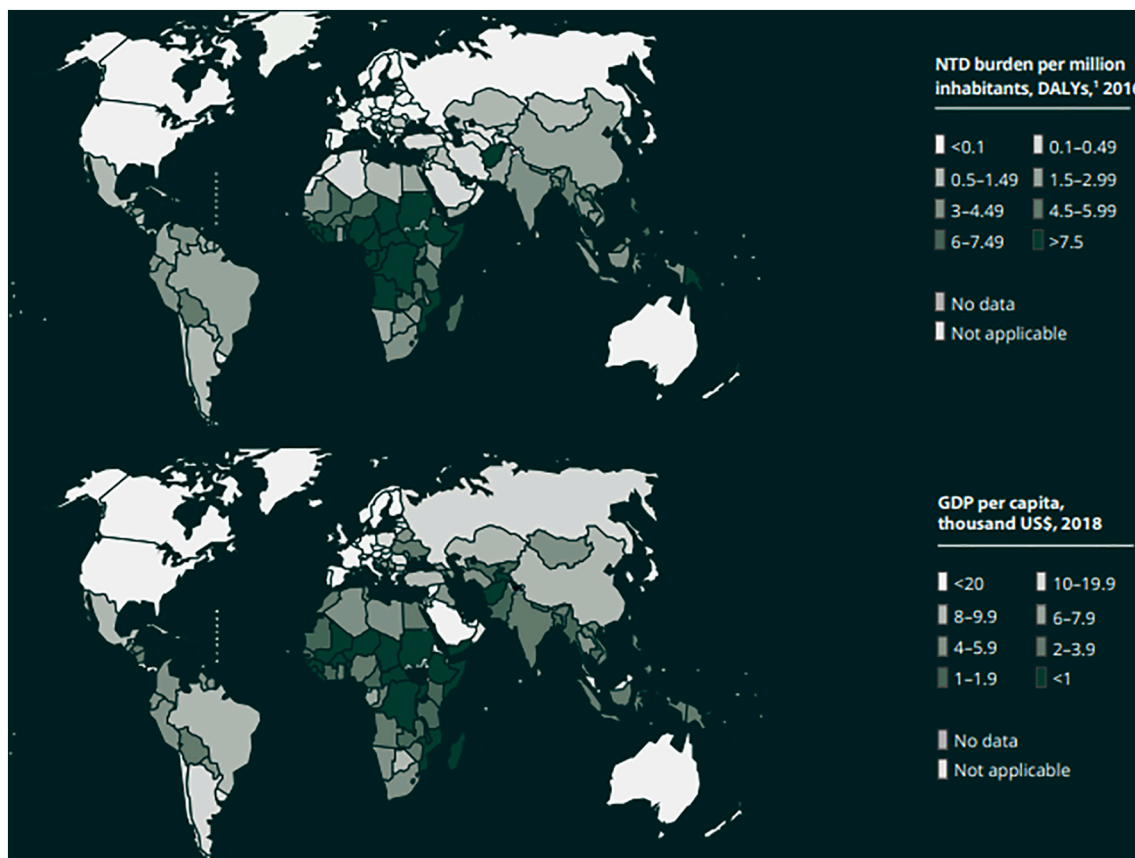 NTD burden per million
inhabitants, DALYs,¹ 2016
<0.1
0.1–0.49
0.5–1.49
1.5–2.99
3–4.49
4.5–5.99
6–7.49
>7.5
No data
Not applicable
GDP per capita,
thousand US$, 2018
<20
10–19.9
8–9.9
6–7.9
4–5.9
2–3.9
1–1.9
<1
No data
Not applicable